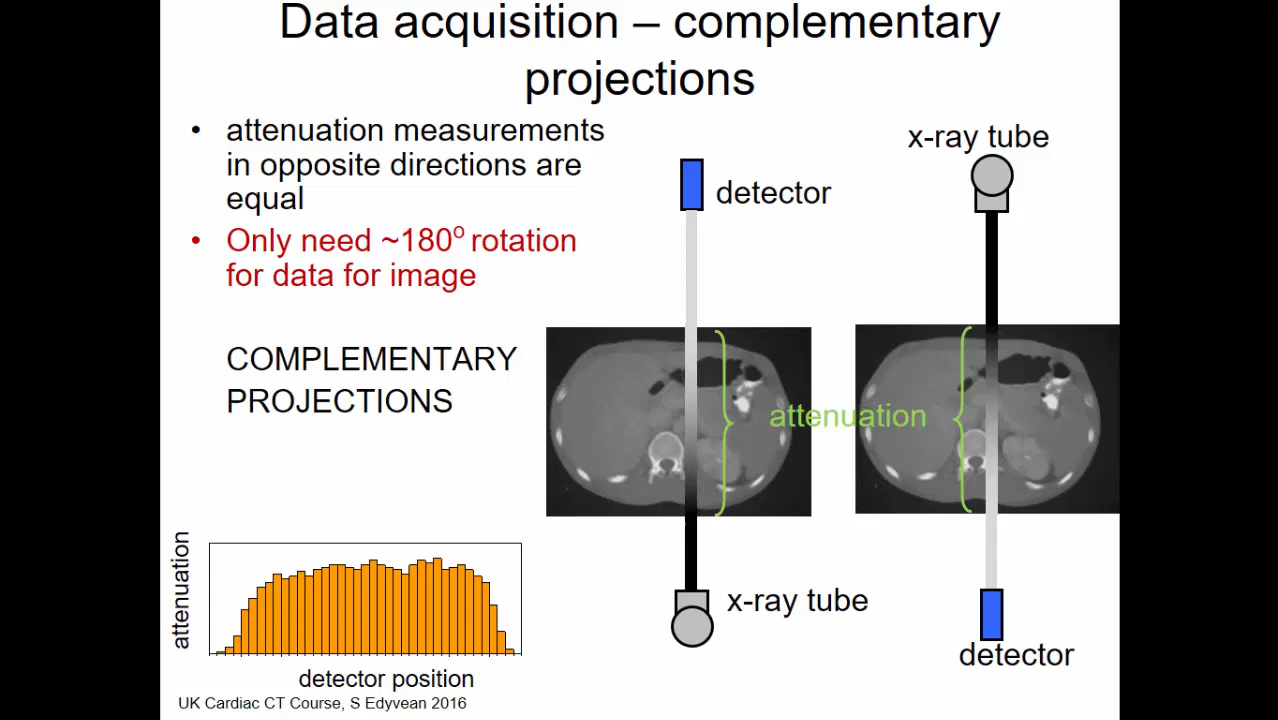 Data acquisition – complementary
projections
• attenuation measurements
in opposite directions are
equal
• Only need ~180º rotation
for data for image
COMPLEMENTARY
PROJECTIONS
x-ray tube
detector
attenuation
x-ray tube
detector
attenuation
detector position
UK Cardiac CT Course, S Edyvean 2016